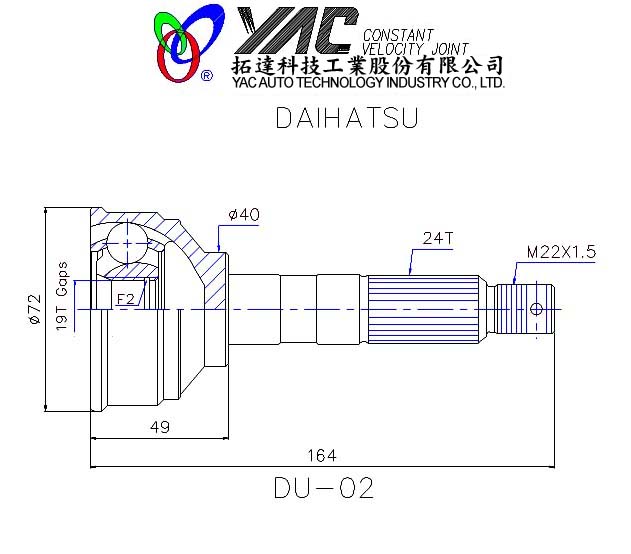 YAC CONSTANT
VELOCITY JOINT
®
拓達科技工業股份有限公司
YAC AUTO TECHNOLOGY INDUSTRY CO., LTD.
DAIHATSU
ø40
24T
M22X1.5
ø72
19T Gaps
F2
49
164
DU-02